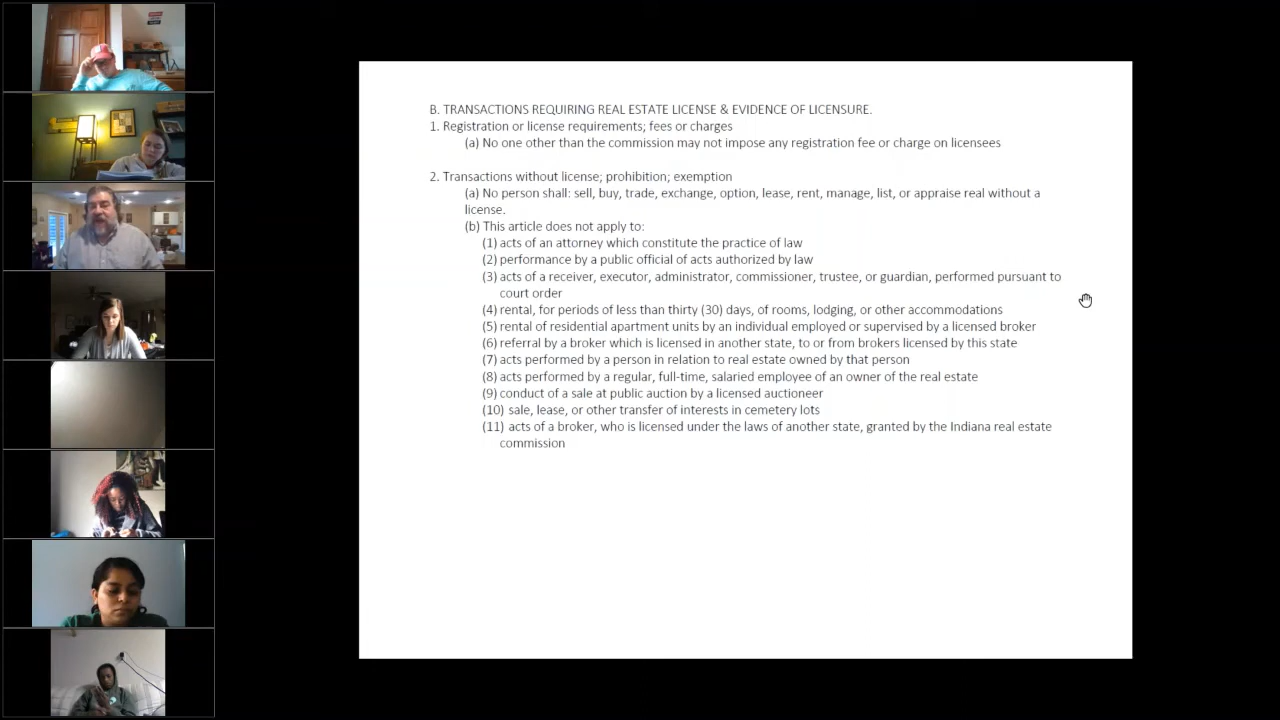 B. TRANSACTIONS REQUIRING REAL ESTATE LICENSE & EVIDENCE OF LICENSURE.
1. Registration or license requirements; fees or charges
(a) No one other than the commission may not impose any registration fee or charge on licensees
2. Transactions without license; prohibition; exemption
(a) No person shall: sell, buy, trade, exchange, option, lease, rent, manage, list, or appraise real without a
license.
(b) This article does not apply to:
(1) acts of an attorney which constitute the practice of law
(2) performance by a public official of acts authorized by law
(3) acts of a receiver, executor, administrator, commissioner, trustee, or guardian, performed pursuant to
court order
(4) rental, for periods of less than thirty (30) days, of rooms, lodging, or other accommodations
(5) rental of residential apartment units by an individual employed or supervised by a licensed broker
(6) referral by a broker which is licensed in another state, to or from brokers licensed by this state
(7) acts performed by a person in relation to real estate owned by that person
(8) acts performed by a regular, full-time, salaried employee of an owner of the real estate
(9) conduct of a sale at public auction by a licensed auctioneer
(10) sale, lease, or other transfer of interests in cemetery lots
(11) acts of a broker, who is licensed under the laws of another state, granted by the Indiana real estate
commission